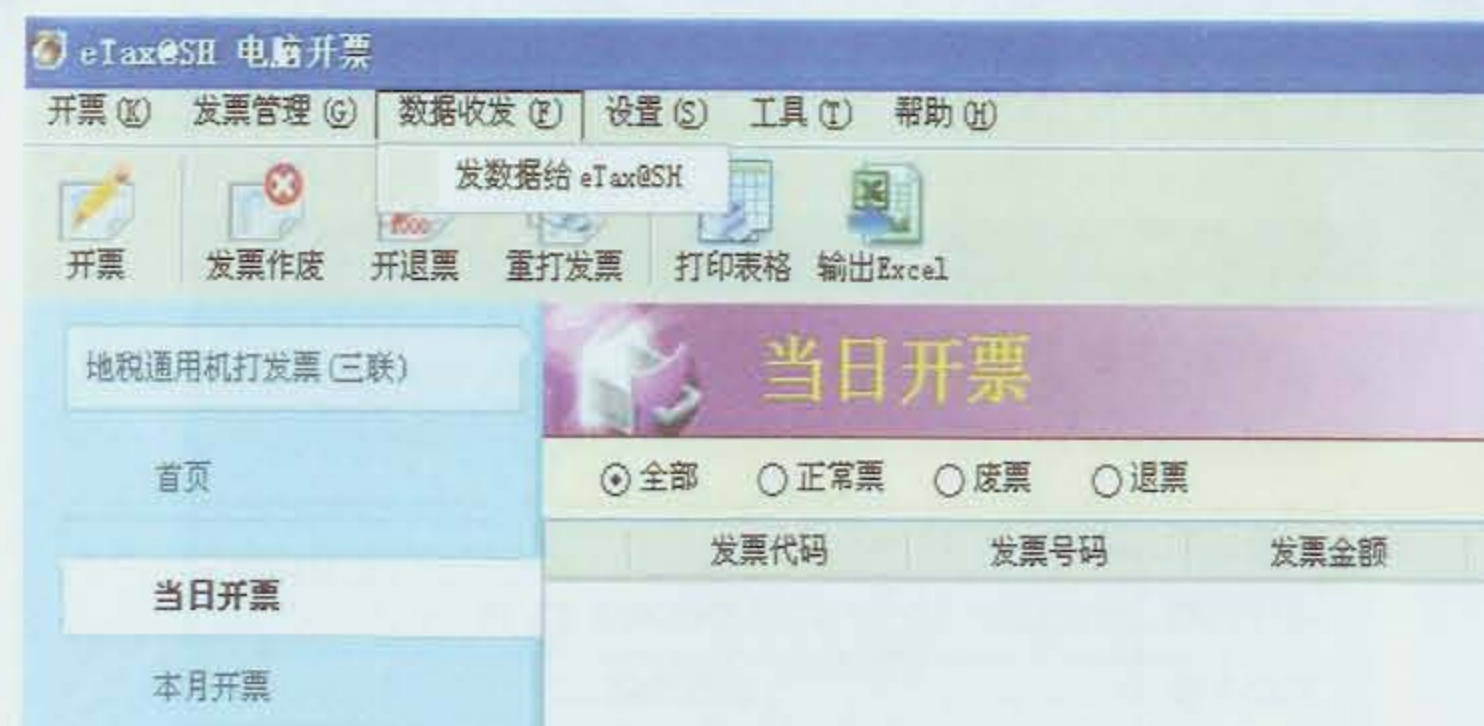 eTax@SH 电脑开票
开票(K) 发票管理(G) 数据收发(F) 设置(S) 工具(T) 帮助(H)
发数据给eTax@SH
开票 发票作废 开退票 重打发票 打印表格 输出Excel
地税通用机打发票(三联)
当日开票
首页
全部 正常票 废票 退票
发票代码 发票号码 发票金额
当日开票
本月开票